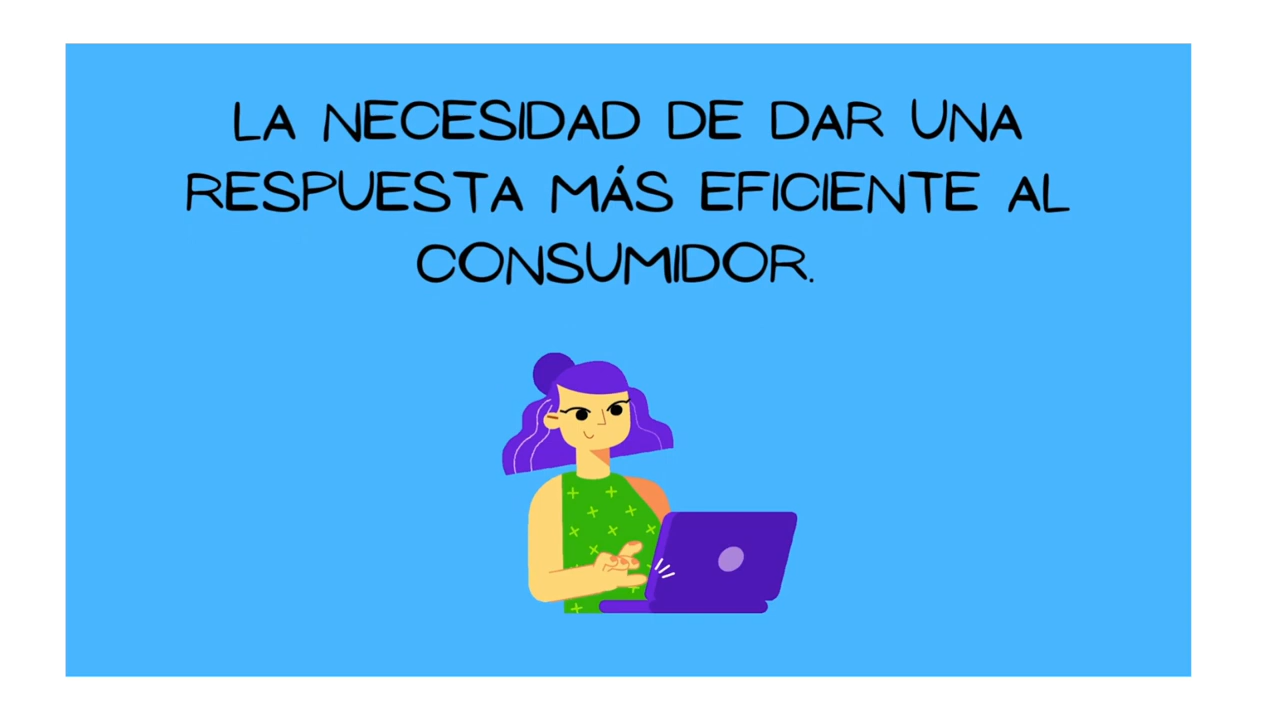 LA NECESIDAD DE DAR UNA
RESPUESTA MÁS EFICIENTE AL
CONSUMIDOR.